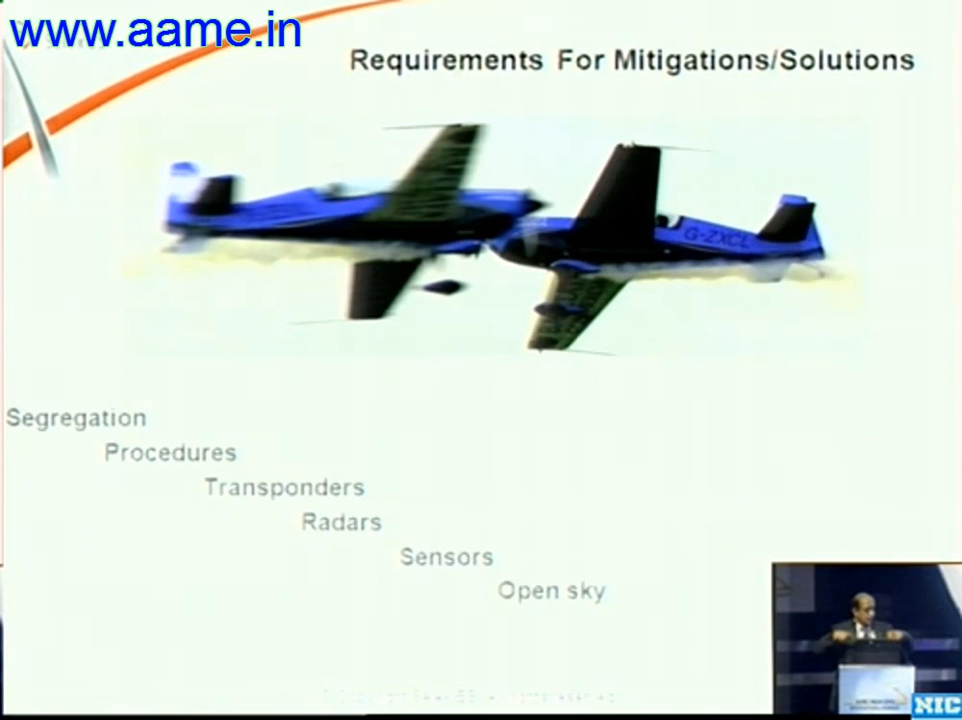 www.aame.in
Requirements For Mitigations/Solutions
G-ZXCL
Segregation
Procedures
Transponders
Radars
Sensors
Open sky
NIC